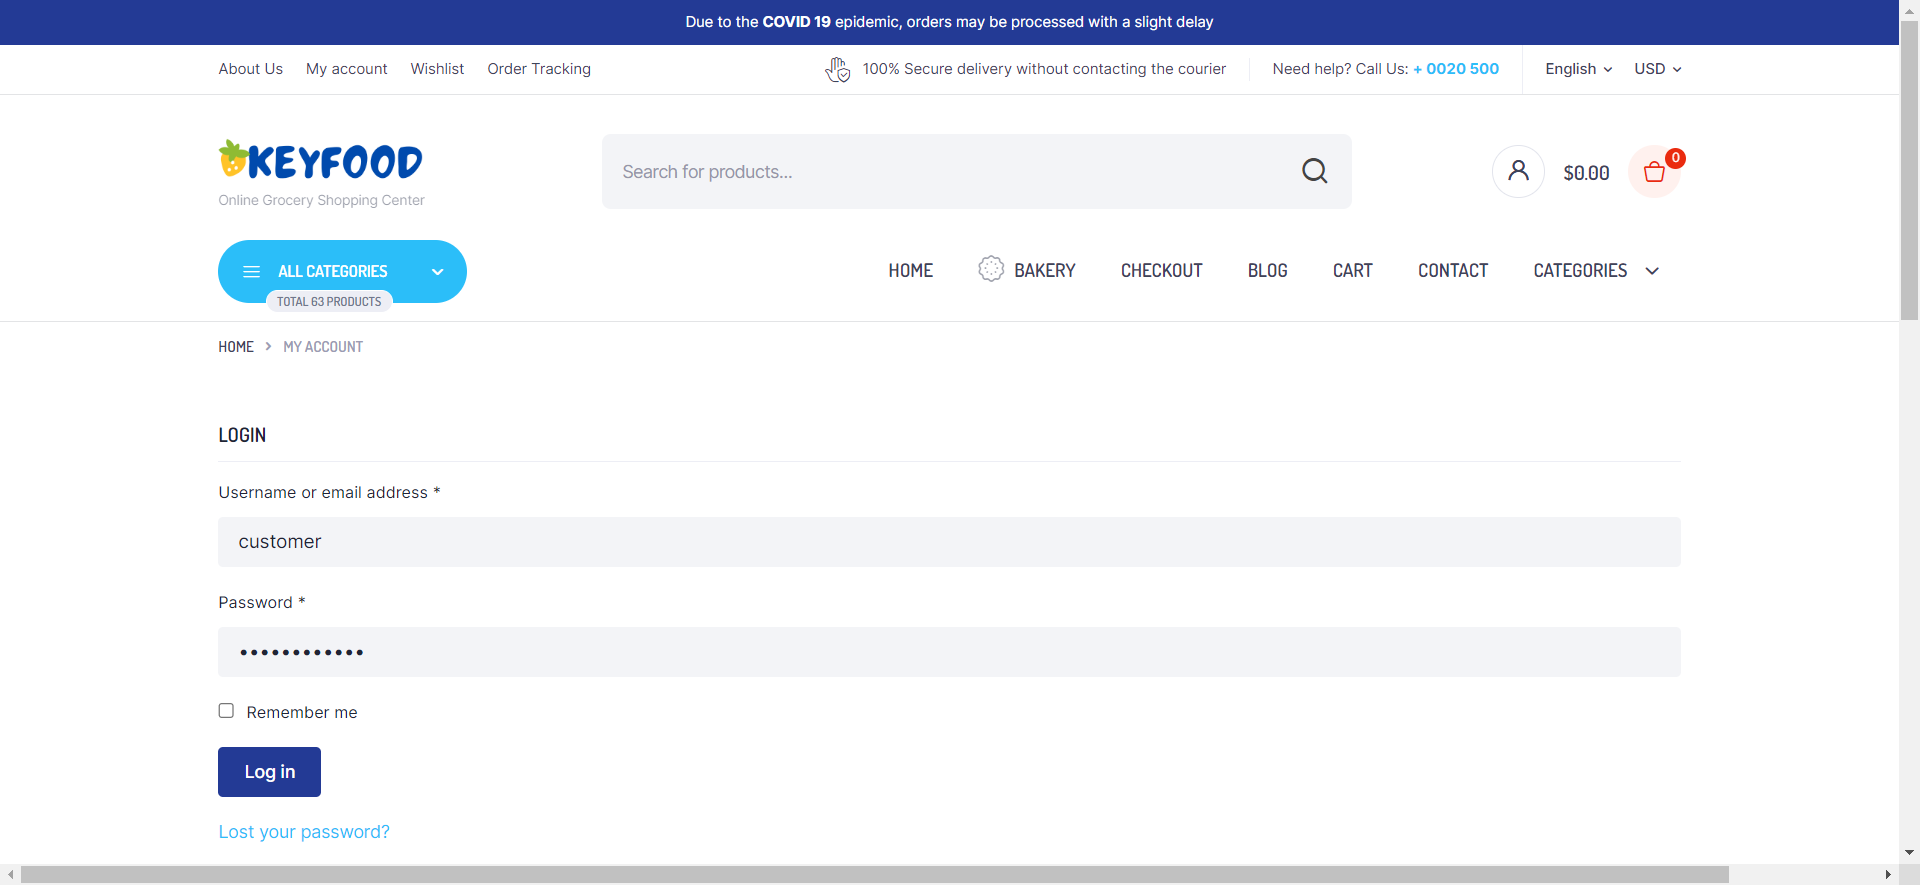 Due to the COVID 19 epidemic, orders may be processed with a slight delay
About Us My account Wishlist Order Tracking 100% Secure delivery without contacting the courier Need help? Call Us: + 0020 500 English USD
KEYFOOD
Online Grocery Shopping Center
Search for products...
$0.00
0
ALL CATEGORIES
TOTAL 63 PRODUCTS
HOME BAKERY CHECKOUT BLOG CART CONTACT CATEGORIES
HOME MY ACCOUNT
LOGIN
Username or email address *
customer
Password *
••••••••••••
Remember me
Log in
Lost your password?